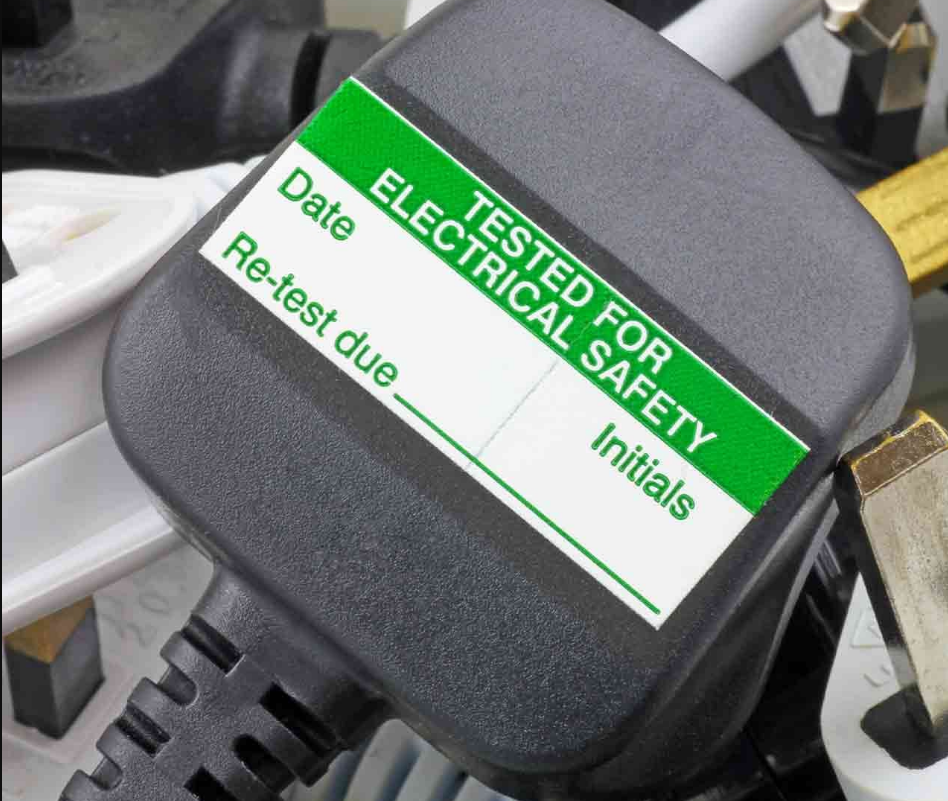 TESTED FOR
ELECTRICAL SAFETY
Date
Initials
Re-test due